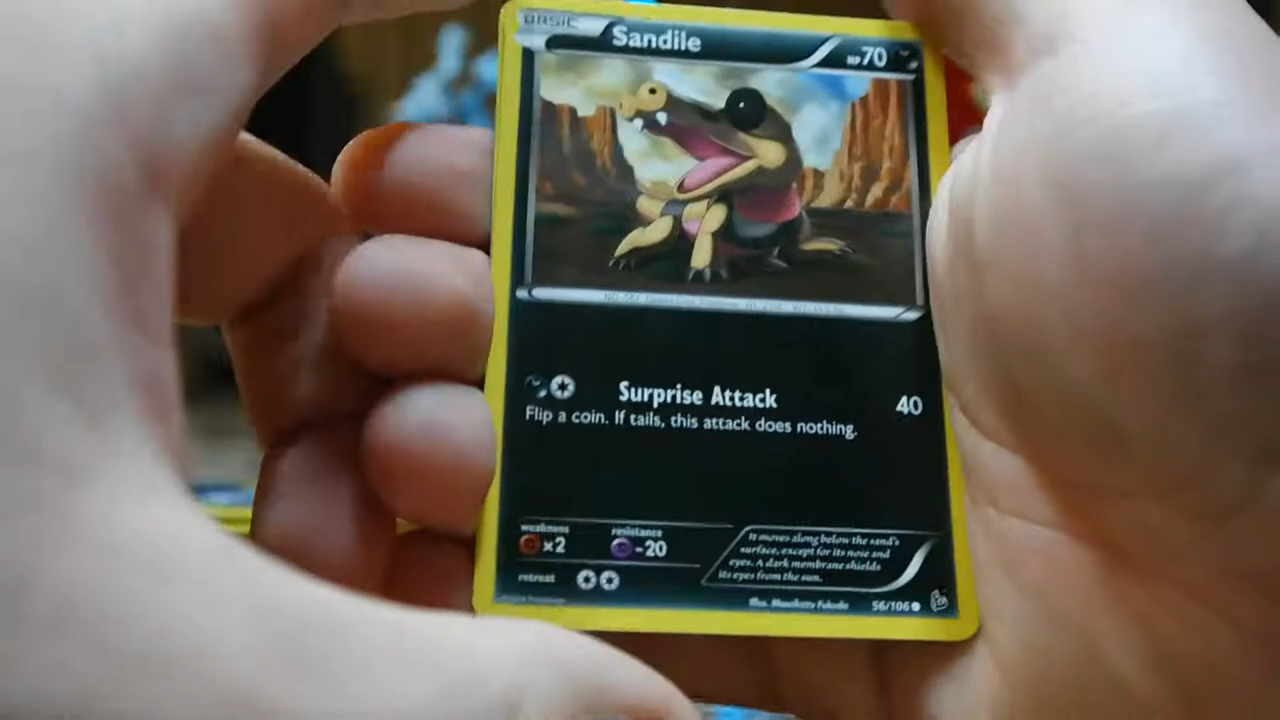 BASIC
Sandile
HP70
Surprise Attack
40
Flip a coin. If tails, this attack does nothing.
weakness
×2
resistance
-20
It moves along below the sand's
surface, except for its nose and
eyes. A dark membrane shields
its eyes from the sun.
retreat
Illus. Masakazu Fukuda
56/106